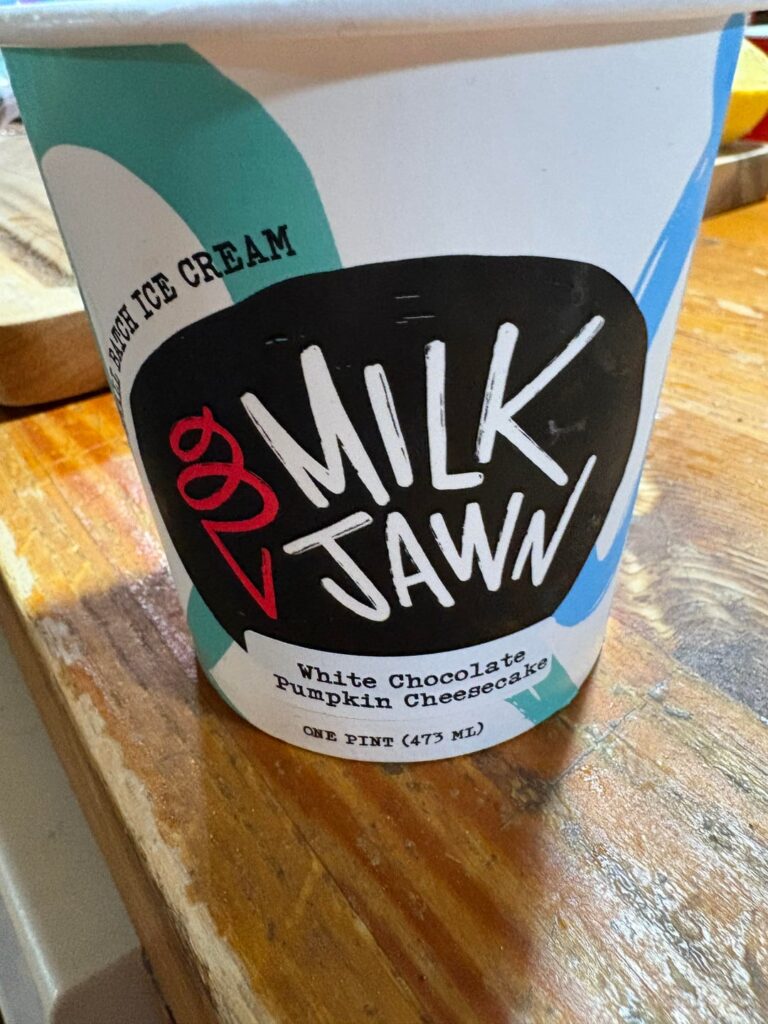 BATCH ICE CREAM
MILK
JAWN
White Chocolate
Pumpkin Cheesecake
ONE PINT (473 ML)